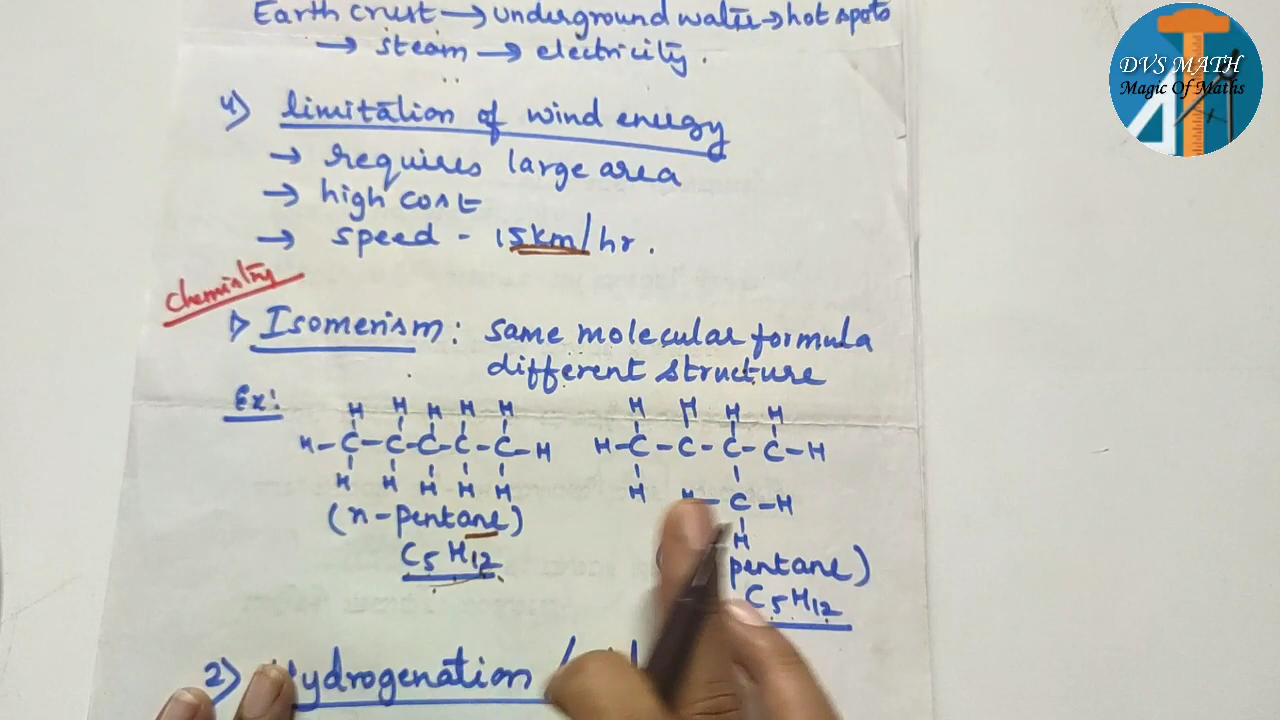 Earth crust → underground water → hot spots
→ steam → electricity.
DVS MATH
Magic Of Maths
4) limitation of wind energy
→ requires large area
→ high cost
→ speed - 15km/hr.
Chemistry
1) Isomerism: same molecular formula
different structure
Ex:
H H H H H
H-C-C-C-C-C-H
H H H H H
(n-pentane)
C5H12
H H H H
H-C-C-C-C-H
H
H-C-H
H
pentane)
C5H12
2) Hydrogenation